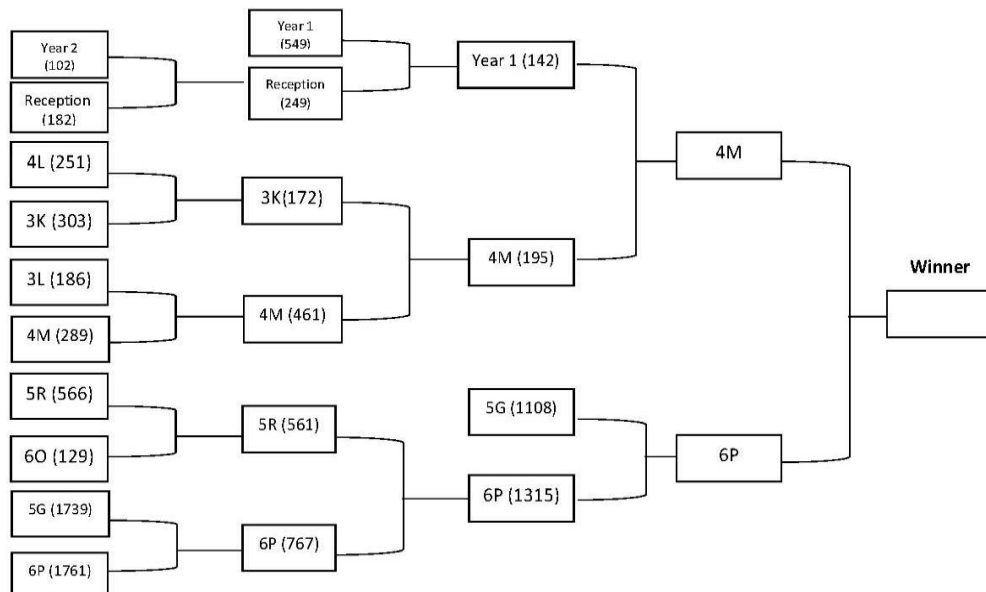 Year 2
(102)
Reception
(182)
4L (251)
3K (303)
3L (186)
4M (289)
5R (566)
6O (129)
5G (1739)
6P (1761)
Year 1
(549)
Reception
(249)
3K(172)
4M (461)
5R (561)
6P (767)
Year 1 (142)
4M (195)
5G (1108)
6P (1315)
4M
6P
Winner